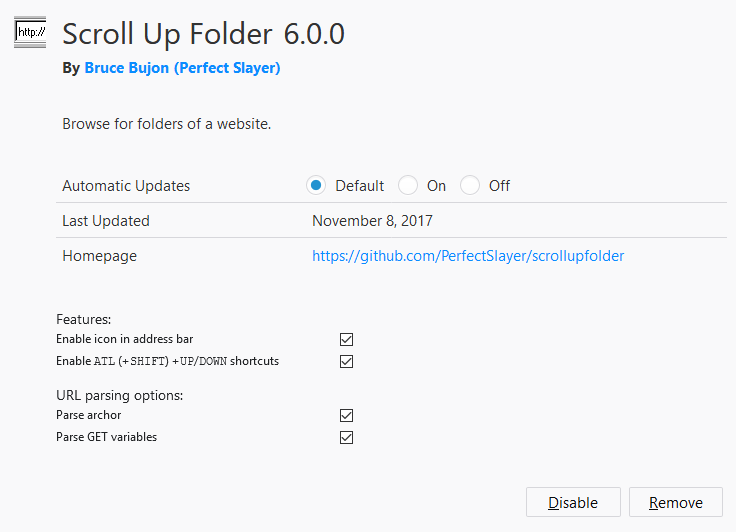 http://
Scroll Up Folder 6.0.0
By Bruce Bujon (Perfect Slayer)
Browse for folders of a website.
Automatic Updates Default On Off
Last Updated November 8, 2017
Homepage https://github.com/PerfectSlayer/scrollupfolder
Features:
Enable icon in address bar
Enable ATL (+SHIFT) +UP/DOWN shortcuts
URL parsing options:
Parse archor
Parse GET variables
Disable Remove